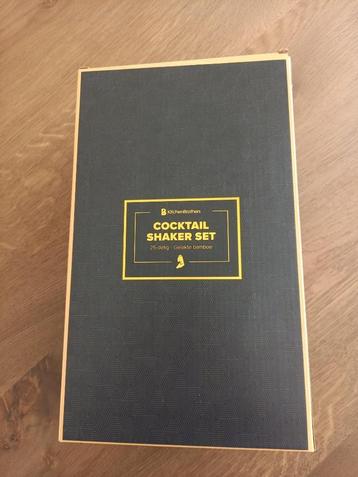 KitchenBrothers
COCKTAIL
SHAKER SET
25-delig - Gelakte bamboe